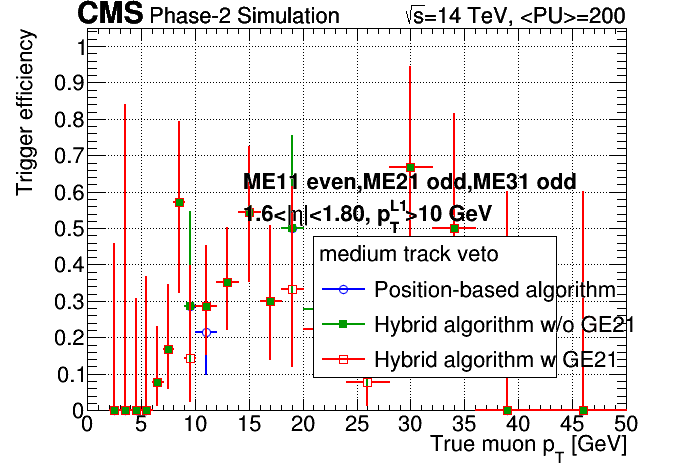 CMS Phase-2 Simulation √s=14 TeV, <PU>=200
Trigger efficiency
1
0.9
0.8
0.7
0.6
0.5
0.4
0.3
0.2
0.1
0
ME11 even,ME21 odd,ME31 odd
1.6<|η|<1.80, p_T^L1>10 GeV
medium track veto
Position-based algorithm
Hybrid algorithm w/o GE21
Hybrid algorithm w GE21
0 5 10 15 20 25 30 35 40 45 50
True muon p_T [GeV]